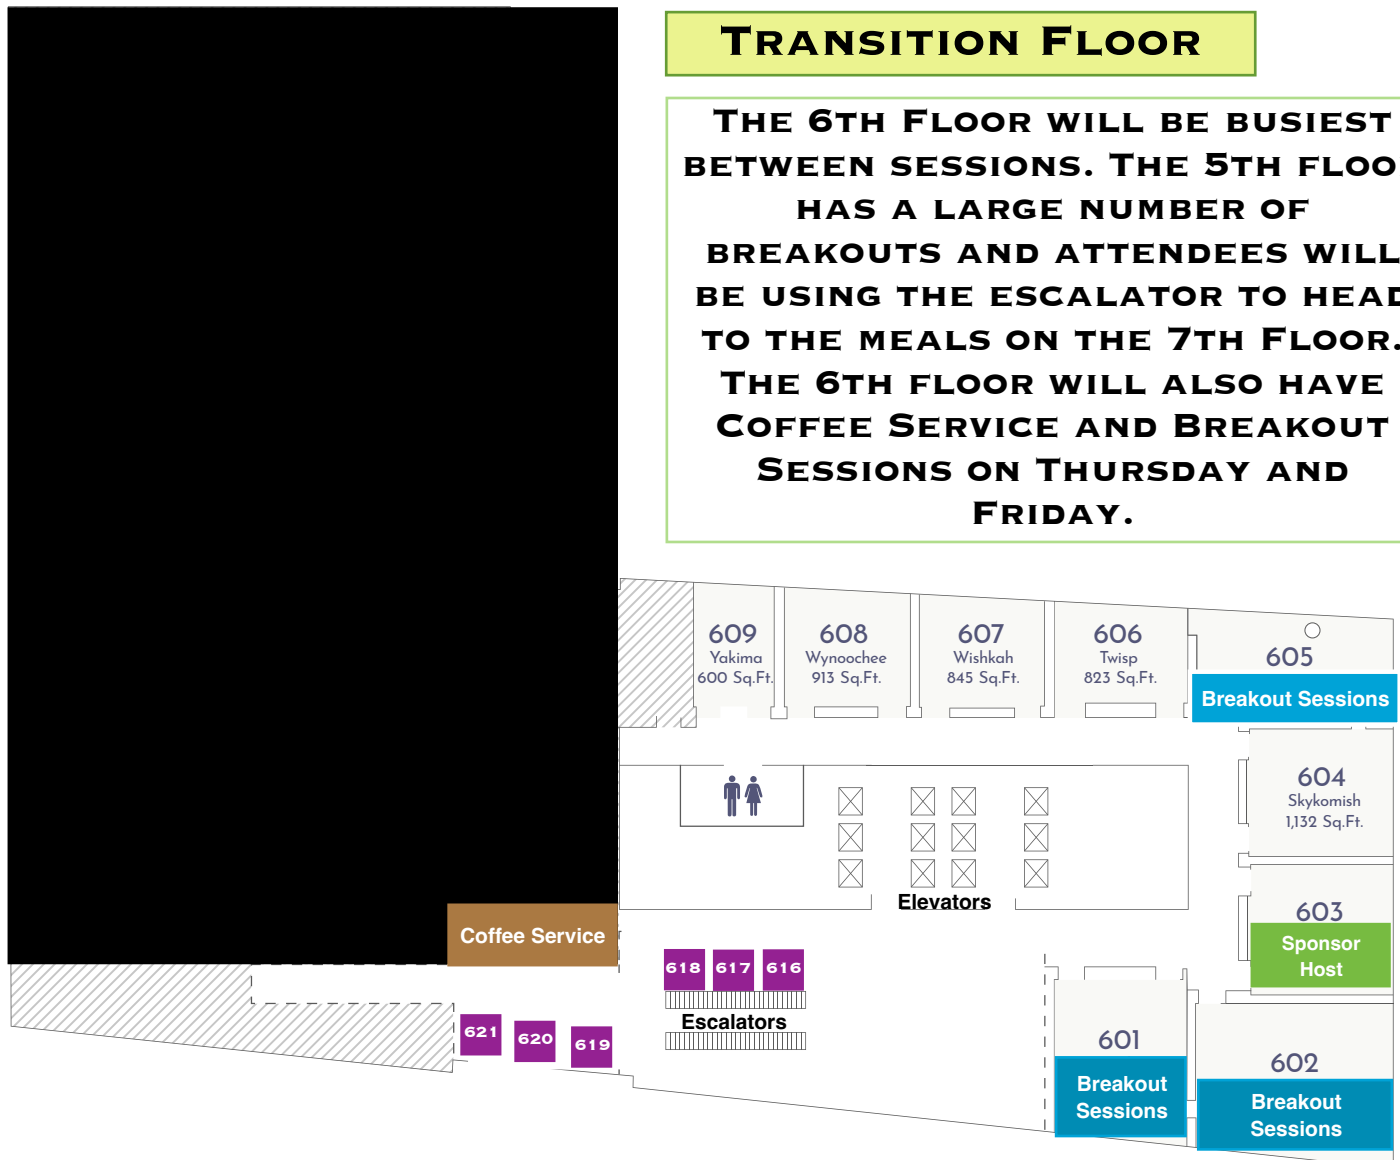 TRANSITION FLOOR
THE 6TH FLOOR WILL BE BUSIEST
BETWEEN SESSIONS. THE 5TH FLOO
HAS A LARGE NUMBER OF
BREAKOUTS AND ATTENDEES WILL
BE USING THE ESCALATOR TO HEAD
TO THE MEALS ON THE 7TH FLOOR.
THE 6TH FLOOR WILL ALSO HAVE
COFFEE SERVICE AND BREAKOUT
SESSIONS ON THURSDAY AND
FRIDAY.
609
Yakima
600 Sq.Ft.
608
Wynoochee
913 Sq.Ft.
607
Wishkah
845 Sq.Ft.
606
Twisp
823 Sq.Ft.
605
Breakout Sessions
604
Skykomish
1,132 Sq.Ft.
Elevators
603
Sponsor
Host
Coffee Service
618
617
616
Escalators
621
620
619
601
Breakout
Sessions
602
Breakout
Sessions